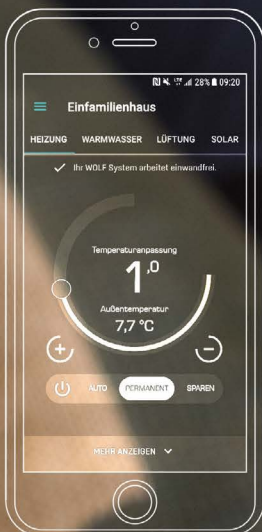 28% 09:20
Einfamilienhaus
HEIZUNG WARMWASSER LÜFTUNG SOLAR
Ihr WOLF System arbeitet einwandfrei.
Temperaturanpassung
1,0
Außentemperatur
7,7 °C
AUTO PERMANENT SPAREN
MEHR ANZEIGEN